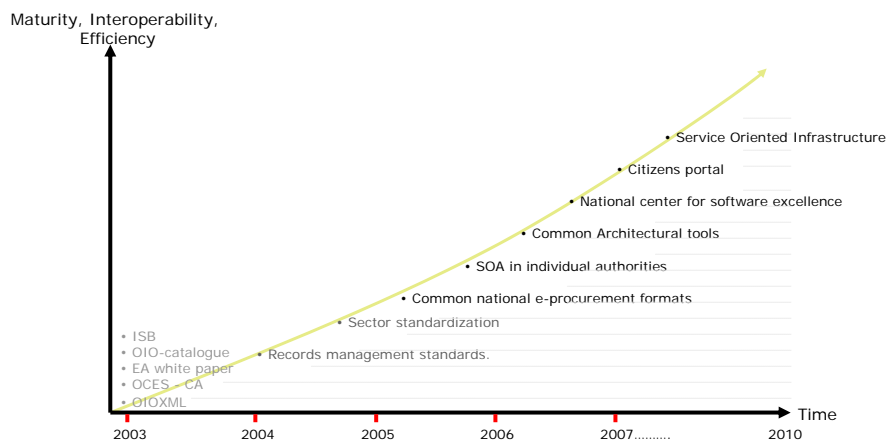 Maturity, Interoperability,
Efficiency
• Service Oriented Infrastructure
• Citizens portal
• National center for software excellence
• Common Architectural tools
• SOA in individual authorities
• Common national e-procurement formats
• Sector standardization
• ISB
• OIO-catalogue
• Records management standards.
• EA white paper
• OCES - CA
• OIOXML
Time
2003 2004 2005 2006 2007......... 2010